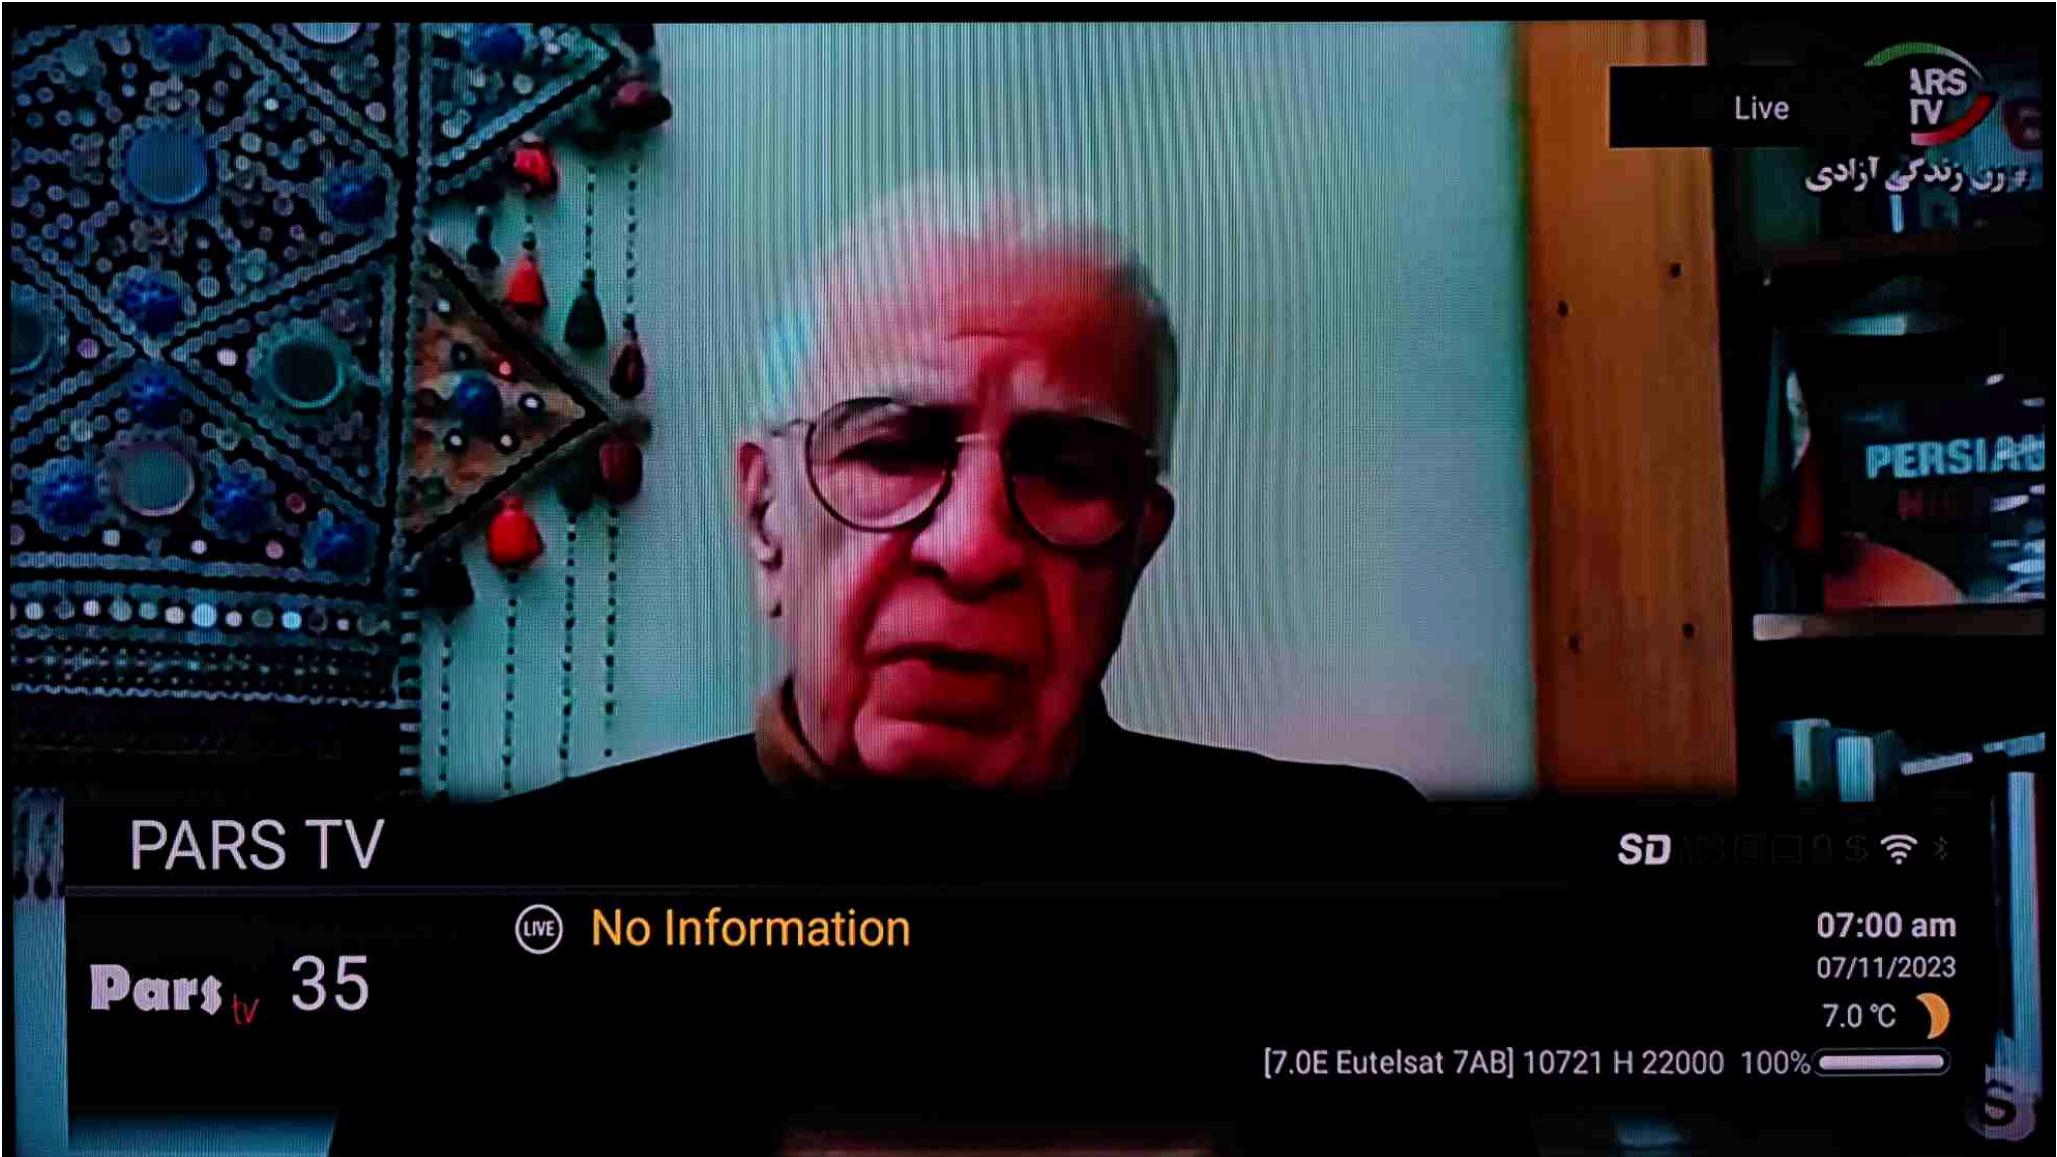 Live
ARS
TV
# زن زندگی آزادی
PERSIA
PARS TV
SD
LIVE No Information
07:00 am
Pars tv 35
07/11/2023
7.0 °C
[7.0E Eutelsat 7AB] 10721 H 22000 100%
S